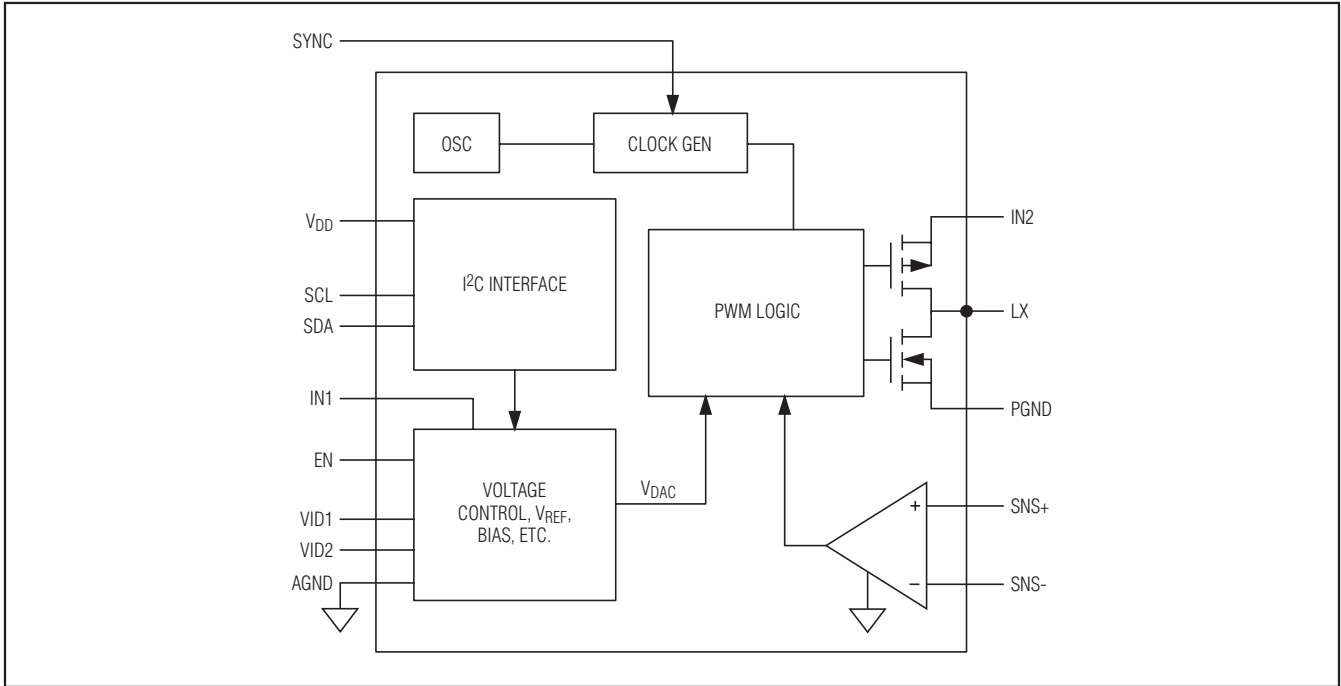 SYNC
OSC
CLOCK GEN
VDD
SCL
SDA
I2C INTERFACE
IN1
EN
VID1
VID2
AGND
VOLTAGE
CONTROL, VREF,
BIAS, ETC.
VDAC
PWM LOGIC
IN2
LX
PGND
+
SNS+
−
SNS-